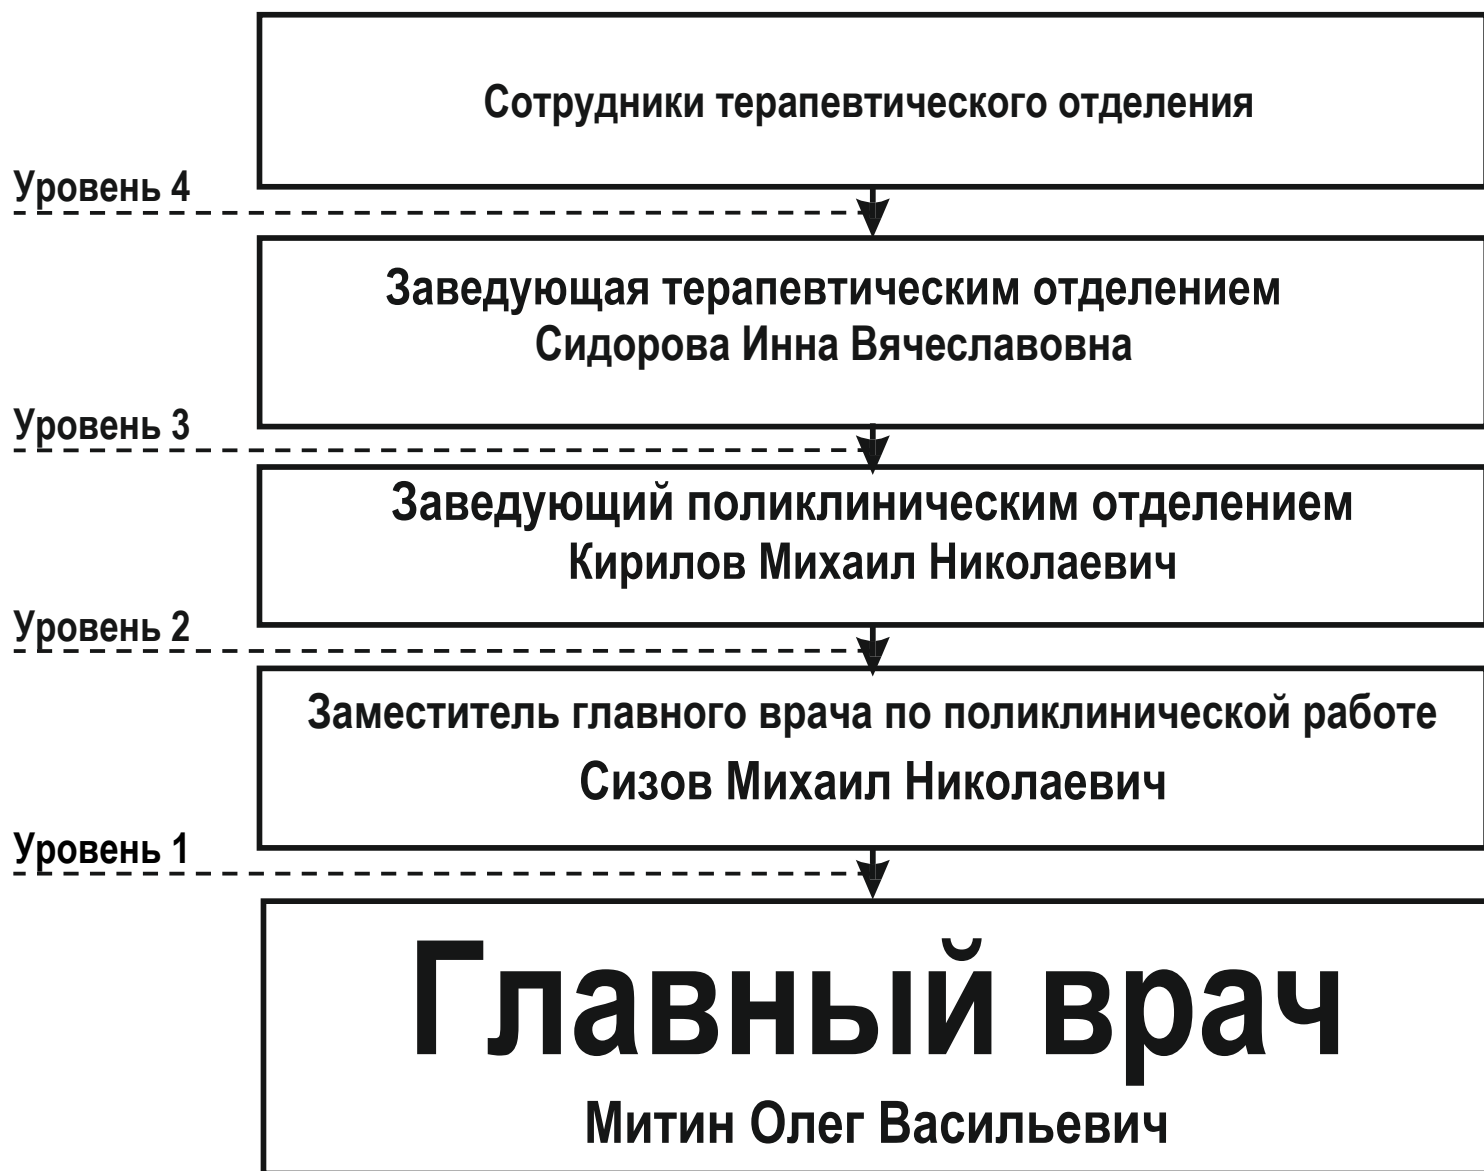 Сотрудники терапевтического отделения
Уровень 4
Заведующая терапевтическим отделением
Сидорова Инна Вячеславовна
Уровень 3
Заведующий поликлиническим отделением
Кирилов Михаил Николаевич
Уровень 2
Заместитель главного врача по поликлинической работе
Сизов Михаил Николаевич
Уровень 1
Главный врач
Митин Олег Васильевич